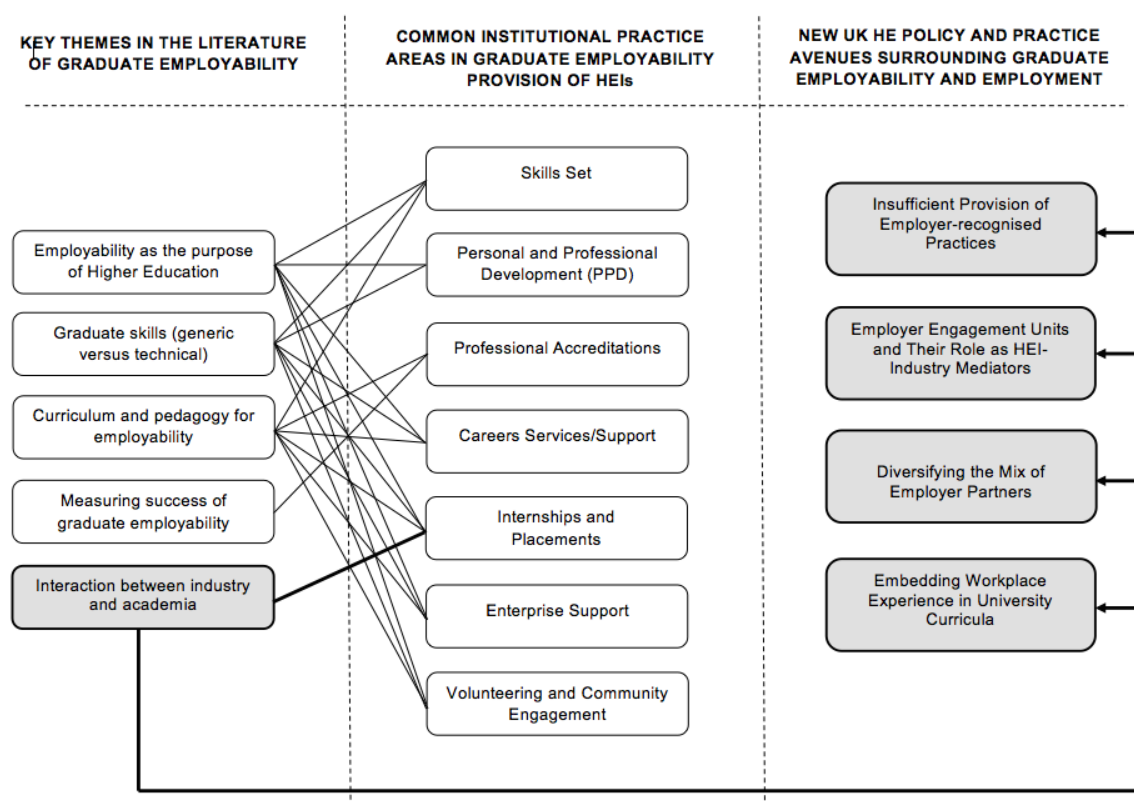 KEY THEMES IN THE LITERATURE
OF GRADUATE EMPLOYABILITY
COMMON INSTITUTIONAL PRACTICE
AREAS IN GRADUATE EMPLOYABILITY
PROVISION OF HEIs
NEW UK HE POLICY AND PRACTICE
AVENUES SURROUNDING GRADUATE
EMPLOYABILITY AND EMPLOYMENT
Employability as the purpose
of Higher Education
Graduate skills (generic
versus technical)
Curriculum and pedagogy for
employability
Measuring success of
graduate employability
Interaction between industry
and academia
Skills Set
Personal and Professional
Development (PPD)
Professional Accreditations
Careers Services/Support
Internships and
Placements
Enterprise Support
Volunteering and Community
Engagement
Insufficient Provision of
Employer-recognised
Practices
Employer Engagement Units
and Their Role as HEI-
Industry Mediators
Diversifying the Mix of
Employer Partners
Embedding Workplace
Experience in University
Curricula